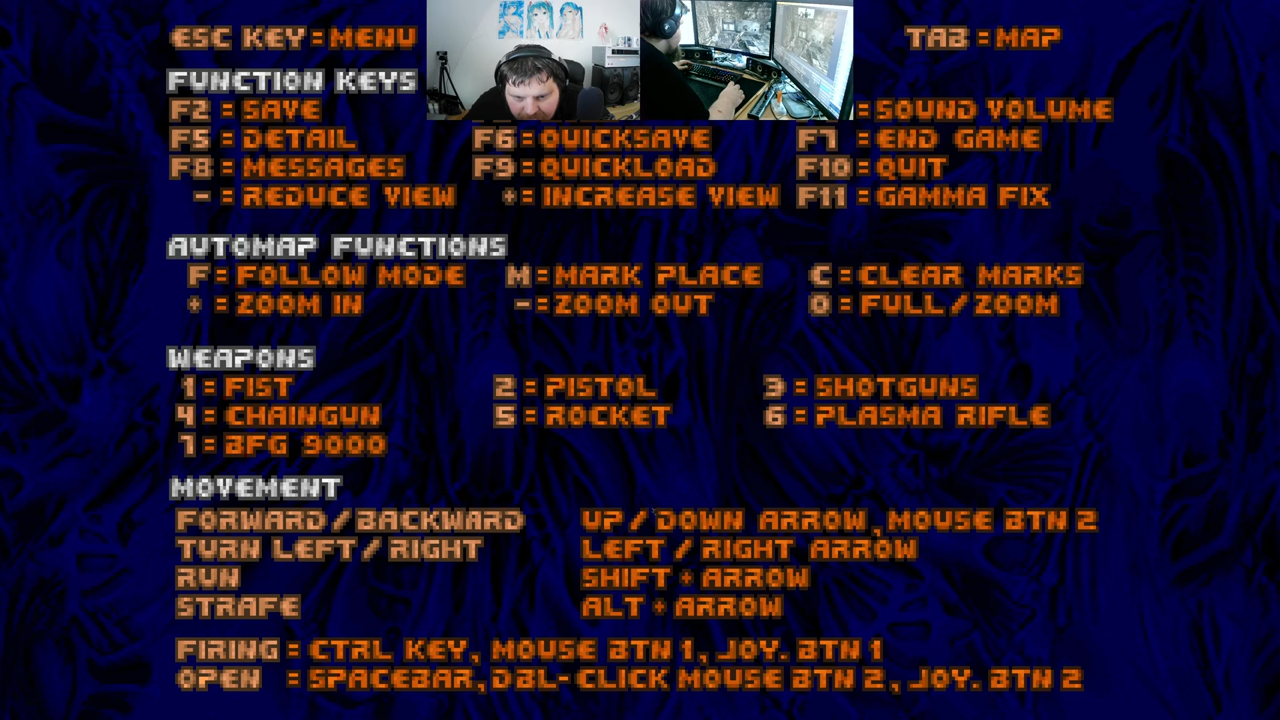 ESC KEY = MENU TAB = MAP
FUNCTION KEYS
F2 = SAVE = SOUND VOLUME
F5 = DETAIL F6 = QUICKSAVE F7 = END GAME
F8 = MESSAGES F9 = QUICKLOAD F10 = QUIT
- = REDUCE VIEW + = INCREASE VIEW F11 = GAMMA FIX
AUTOMAP FUNCTIONS
F = FOLLOW MODE M = MARK PLACE C = CLEAR MARKS
+ = ZOOM IN - = ZOOM OUT 0 = FULL/ZOOM
WEAPONS
1 = FIST 2 = PISTOL 3 = SHOTGUNS
4 = CHAINGUN 5 = ROCKET 6 = PLASMA RIFLE
7 = BFG 9000
MOVEMENT
FORWARD/BACKWARD UP/DOWN ARROW, MOUSE BTN 2
TURN LEFT/RIGHT LEFT/RIGHT ARROW
RUN SHIFT + ARROW
STRAFE ALT + ARROW
FIRING = CTRL KEY, MOUSE BTN 1, JOY. BTN 1
OPEN = SPACEBAR, DBL-CLICK MOUSE BTN 2, JOY. BTN 2